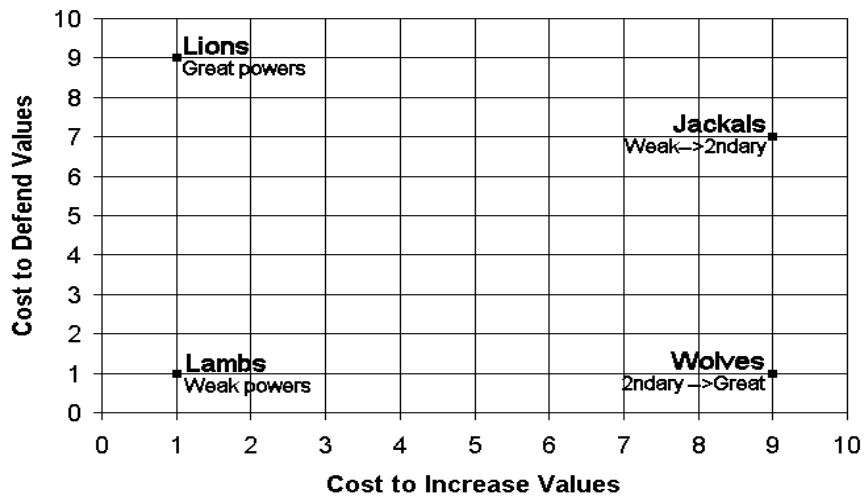 10
9
8
7
6
5
4
3
2
1
0
Cost to Defend Values
Lions
Great powers
Jackals
Weak-->2ndary
Lambs
Weak powers
Wolves
2ndary -->Great
0 1 2 3 4 5 6 7 8 9 10
Cost to Increase Values